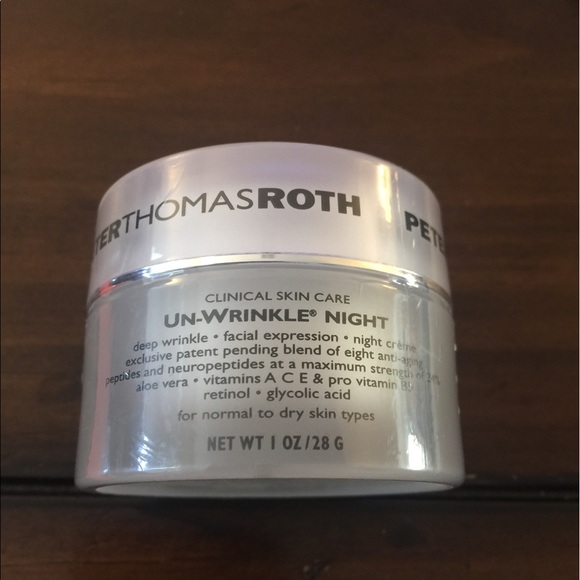 PETERTHOMASROTH PETE
CLINICAL SKIN CARE
UN-WRINKLE® NIGHT
deep wrinkle • facial expression • night crème
exclusive patent pending blend of eight anti-aging
peptides and neuropeptides at a maximum strength of
aloe vera • vitamins A C E & pro vitamin
retinol • glycolic acid
for normal to dry skin types
NET WT 1 OZ/28 G